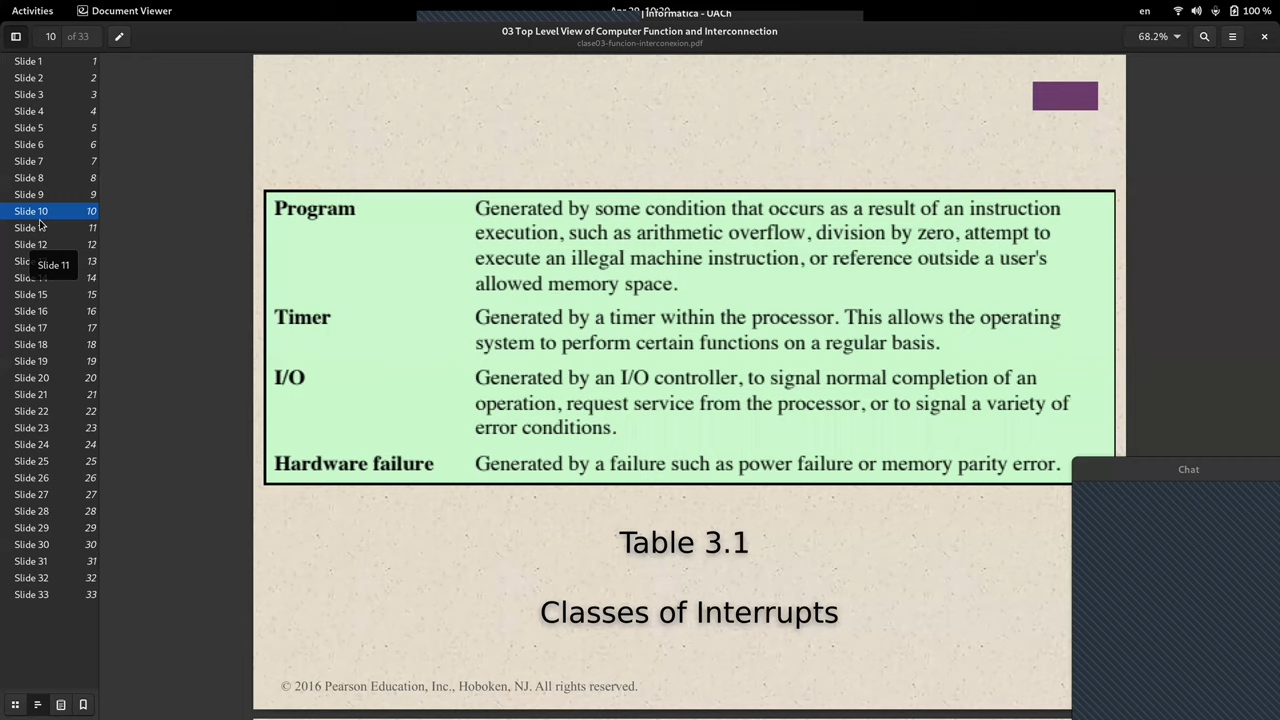 Activities
Document Viewer
| Informatica - UACh
en
100 %
10 of 33
03 Top Level View of Computer Function and Interconnection
clase03-funcion-interconexion.pdf
68.2%
Slide 1 1
Slide 2 2
Slide 3 3
Slide 4 4
Slide 5 5
Slide 6 6
Slide 7 7
Slide 8 8
Slide 9 9
Slide 10 10
11
Slide 12 12
13
Slide 11
14
Slide 15 15
Slide 16 16
Slide 17 17
Slide 18 18
Slide 19 19
Slide 20 20
Slide 21 21
Slide 22 22
Slide 23 23
Slide 24 24
Slide 25 25
Slide 26 26
Slide 27 27
Slide 28 28
Slide 29 29
Slide 30 30
Slide 31 31
Slide 32 32
Slide 33 33
Program Generated by some condition that occurs as a result of an instruction
execution, such as arithmetic overflow, division by zero, attempt to
execute an illegal machine instruction, or reference outside a user's
allowed memory space.
Timer Generated by a timer within the processor. This allows the operating
system to perform certain functions on a regular basis.
I/O Generated by an I/O controller, to signal normal completion of an
operation, request service from the processor, or to signal a variety of
error conditions.
Hardware failure Generated by a failure such as power failure or memory parity error.
Table 3.1
Classes of Interrupts
© 2016 Pearson Education, Inc., Hoboken, NJ. All rights reserved.
Chat